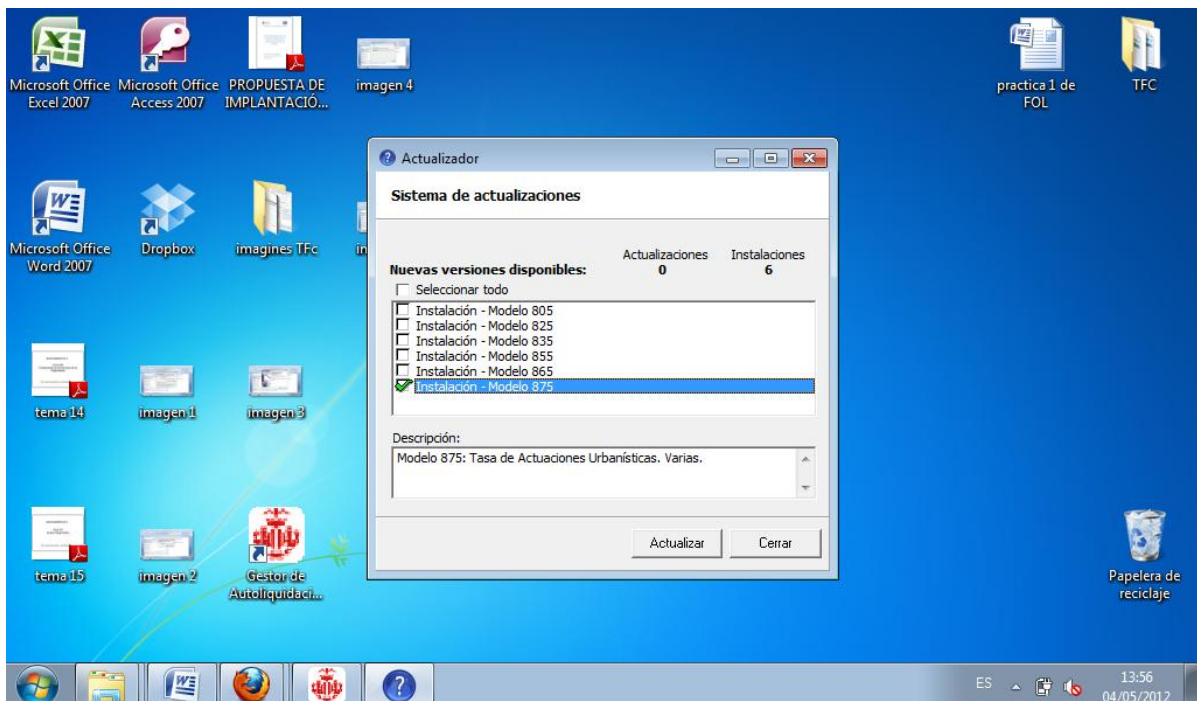 Microsoft Office
Excel 2007
Microsoft Office
Access 2007
PROPUESTA DE
IMPLANTACIÓ...
imagen 4
practica 1 de
FOL
TFC
Microsoft Office
Word 2007
Dropbox
imagines TFc
Actualizador
Sistema de actualizaciones
Actualizaciones
Instalaciones
Nuevas versiones disponibles:
0
6
Seleccionar todo
Instalación - Modelo 805
Instalación - Modelo 825
Instalación - Modelo 835
Instalación - Modelo 855
Instalación - Modelo 865
Instalación - Modelo 875
Descripción:
Modelo 875: Tasa de Actuaciones Urbanísticas. Varias.
Actualizar
Cerrar
tema 14
imagen 1
imagen 3
tema 15
imagen 2
Gestor de
Autoliquidaci...
Papelera de
reciclaje
ES
13:56
04/05/2012